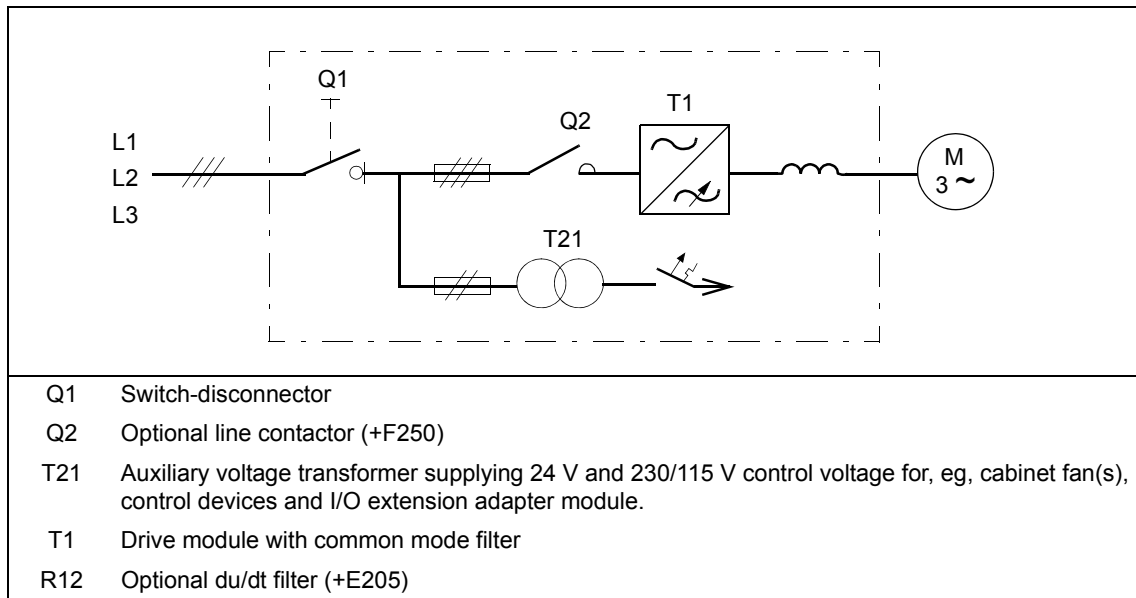 Q1
T1
Q2
L1
L2
L3
M
3 ~
T21
Q1 Switch-disconnector
Q2 Optional line contactor (+F250)
T21 Auxiliary voltage transformer supplying 24 V and 230/115 V control voltage for, eg, cabinet fan(s),
control devices and I/O extension adapter module.
T1 Drive module with common mode filter
R12 Optional du/dt filter (+E205)